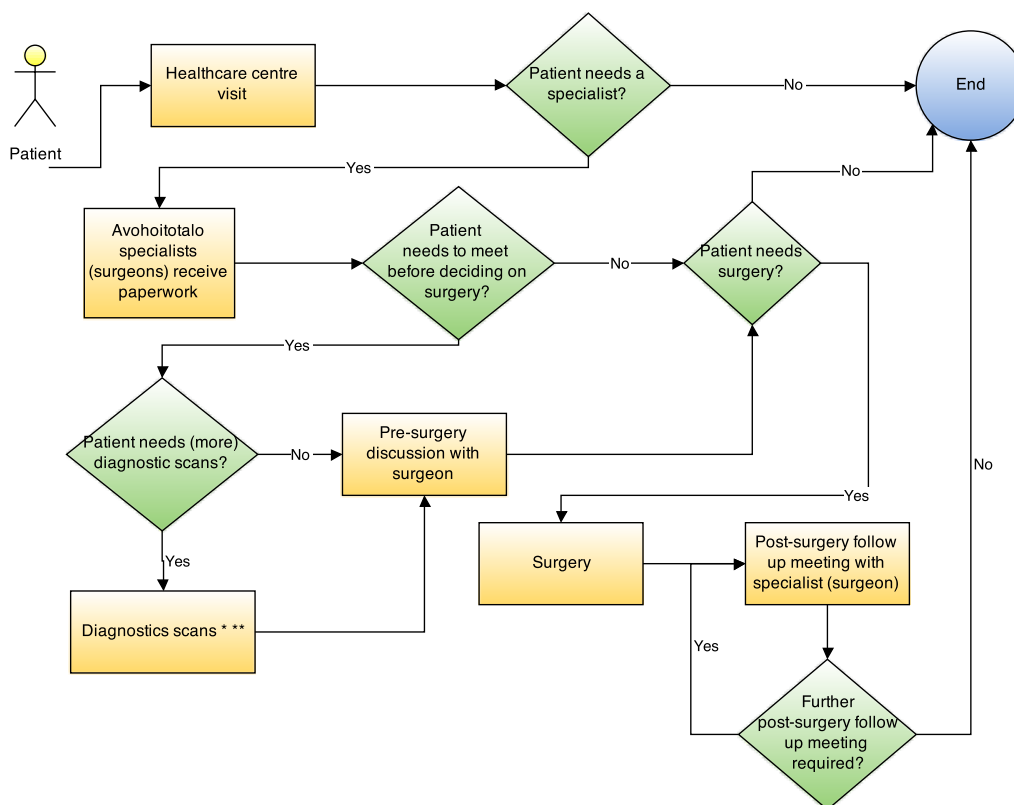 Patient
Healthcare centre
visit
Patient needs a
specialist?
No
End
Yes
Avohoitotalo
specialists
(surgeons) receive
paperwork
Patient
needs to meet
before deciding on
surgery?
No
Patient needs
surgery?
No
Yes
Patient needs (more)
diagnostic scans?
No
Pre-surgery
discussion with
surgeon
Yes
Diagnostics scans * **
Yes
Surgery
Post-surgery follow
up meeting with
specialist (surgeon)
Yes
Further
post-surgery follow
up meeting
required?
No